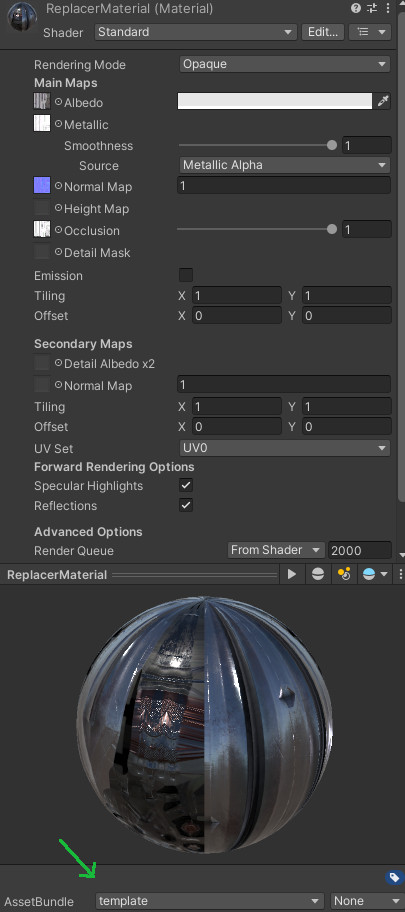 ReplacerMaterial (Material)
Shader Standard Edit...
Rendering Mode Opaque
Main Maps
Albedo
Metallic
Smoothness 1
Source Metallic Alpha
Normal Map 1
Height Map
Occlusion 1
Detail Mask
Emission
Tiling X 1 Y 1
Offset X 0 Y 0
Secondary Maps
Detail Albedo x2
Normal Map 1
Tiling X 1 Y 1
Offset X 0 Y 0
UV Set UV0
Forward Rendering Options
Specular Highlights
Reflections
Advanced Options
Render Queue From Shader 2000
ReplacerMaterial
AssetBundle template None